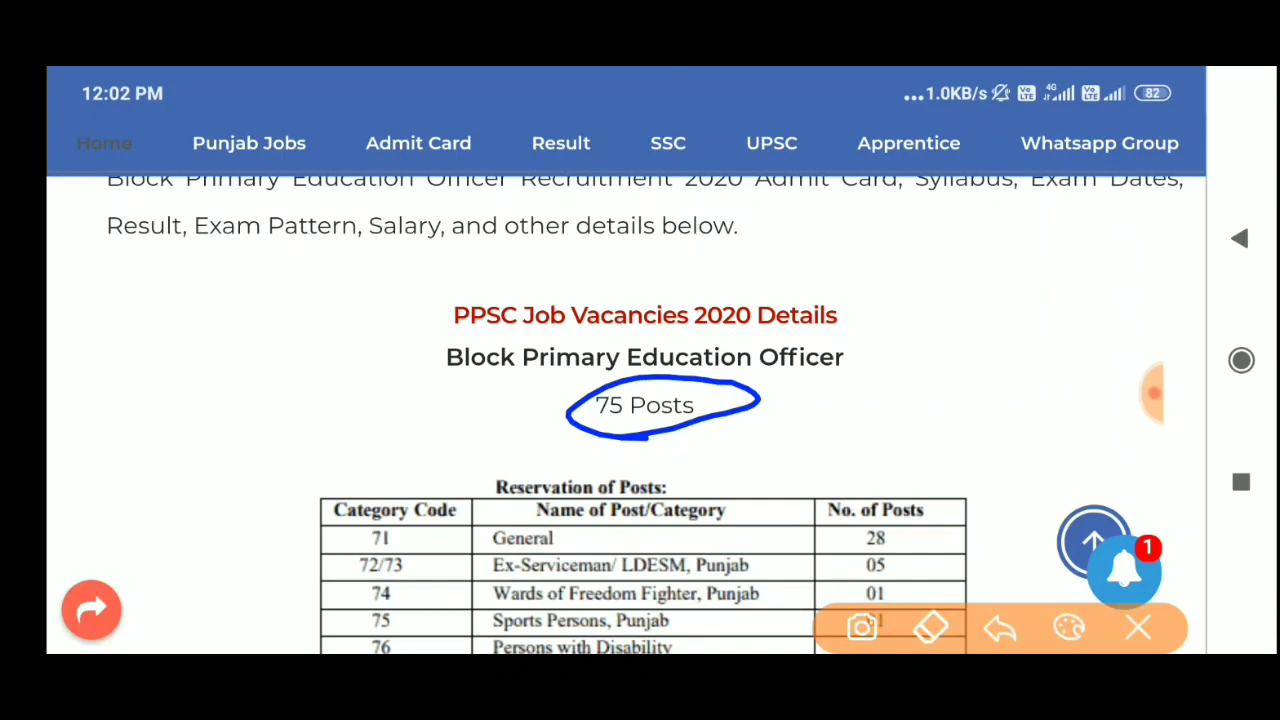 12:02 PM
...1.0KB/s 4G 82
Home Punjab Jobs Admit Card Result SSC UPSC Apprentice Whatsapp Group
Block Primary Education Officer Recruitment 2020 Admit Card, Syllabus, Exam Dates,
Result, Exam Pattern, Salary, and other details below.
PPSC Job Vacancies 2020 Details
Block Primary Education Officer
75 Posts
Reservation of Posts:
Category Code Name of Post/Category No. of Posts
71 General 28
72/73 Ex-Serviceman/ LDESM, Punjab 05
74 Wards of Freedom Fighter, Punjab 01
75 Sports Persons, Punjab
76 Persons with Disability
1